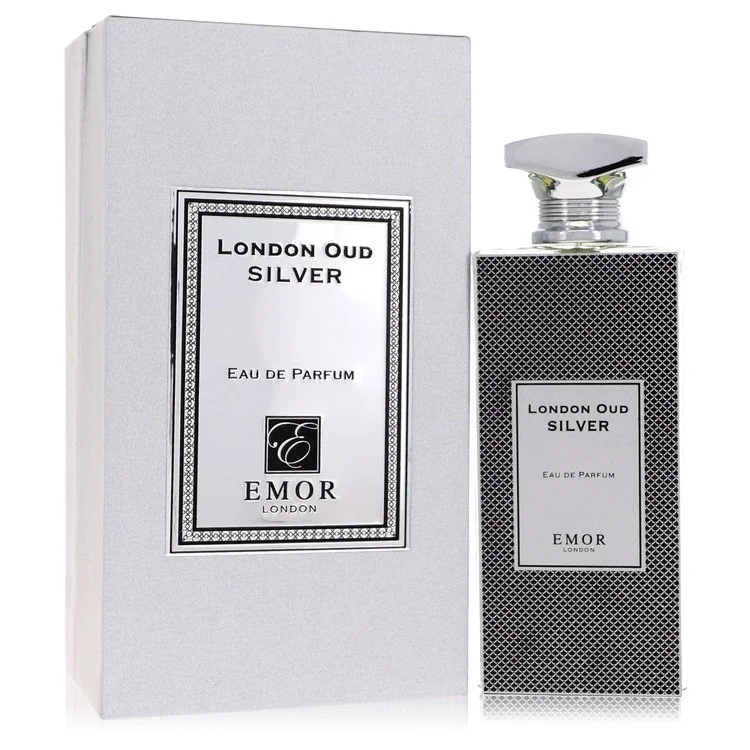 LONDON OUD
SILVER
EAU DE PARFUM
E
EMOR
LONDON
LONDON OUD
SILVER
EAU DE PARFUM
EMOR
LONDON